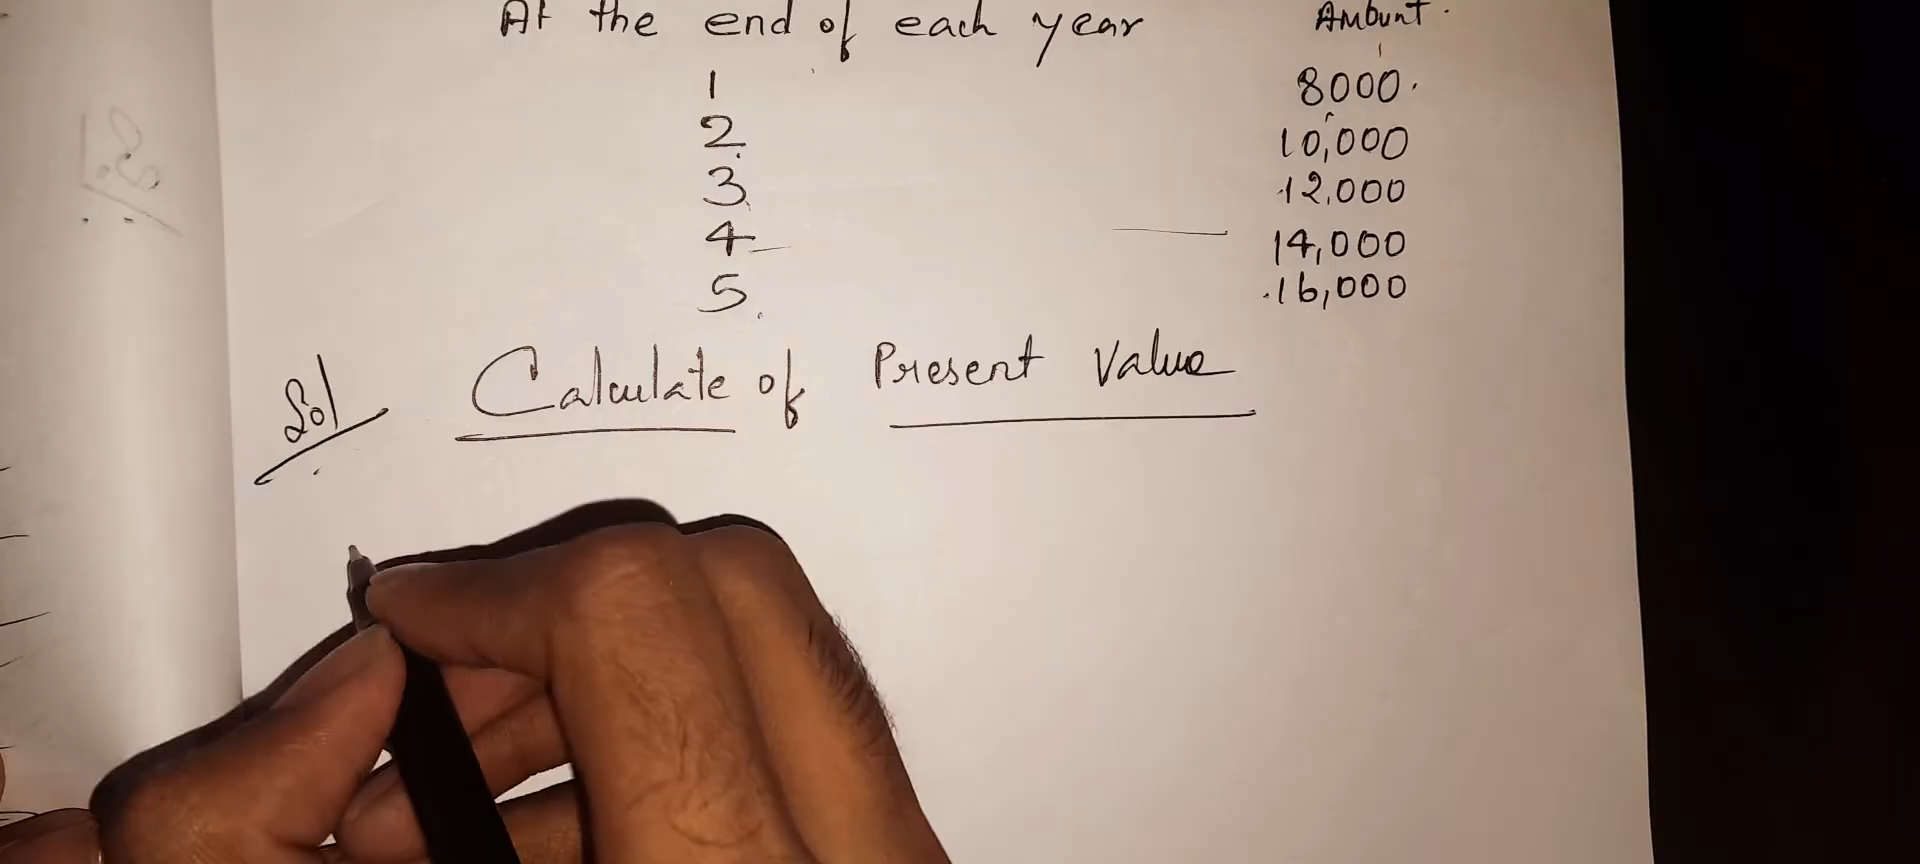 At the end of each year Amount.
1 8000.
2 10,000
3 12,000
4 14,000
5 16,000
Sol Calculate of Present Value